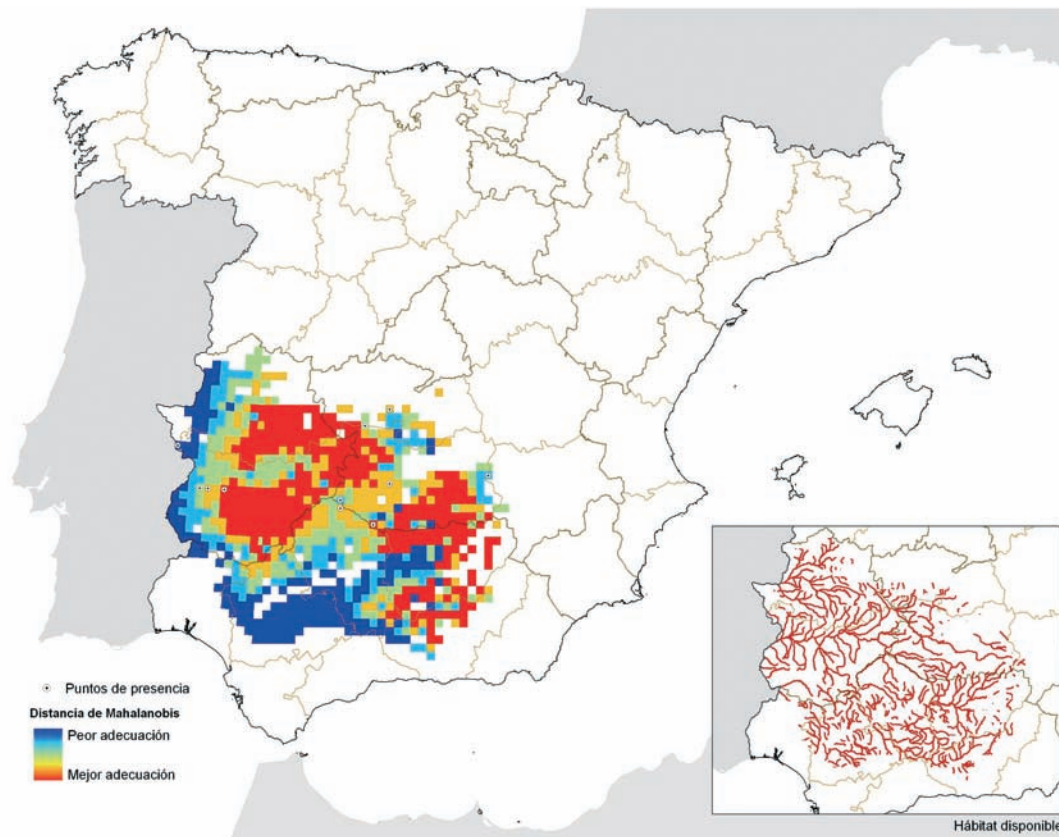 Puntos de presencia
Distancia de Mahalanobis
Peor adecuación
Mejor adecuación
Hábitat disponible